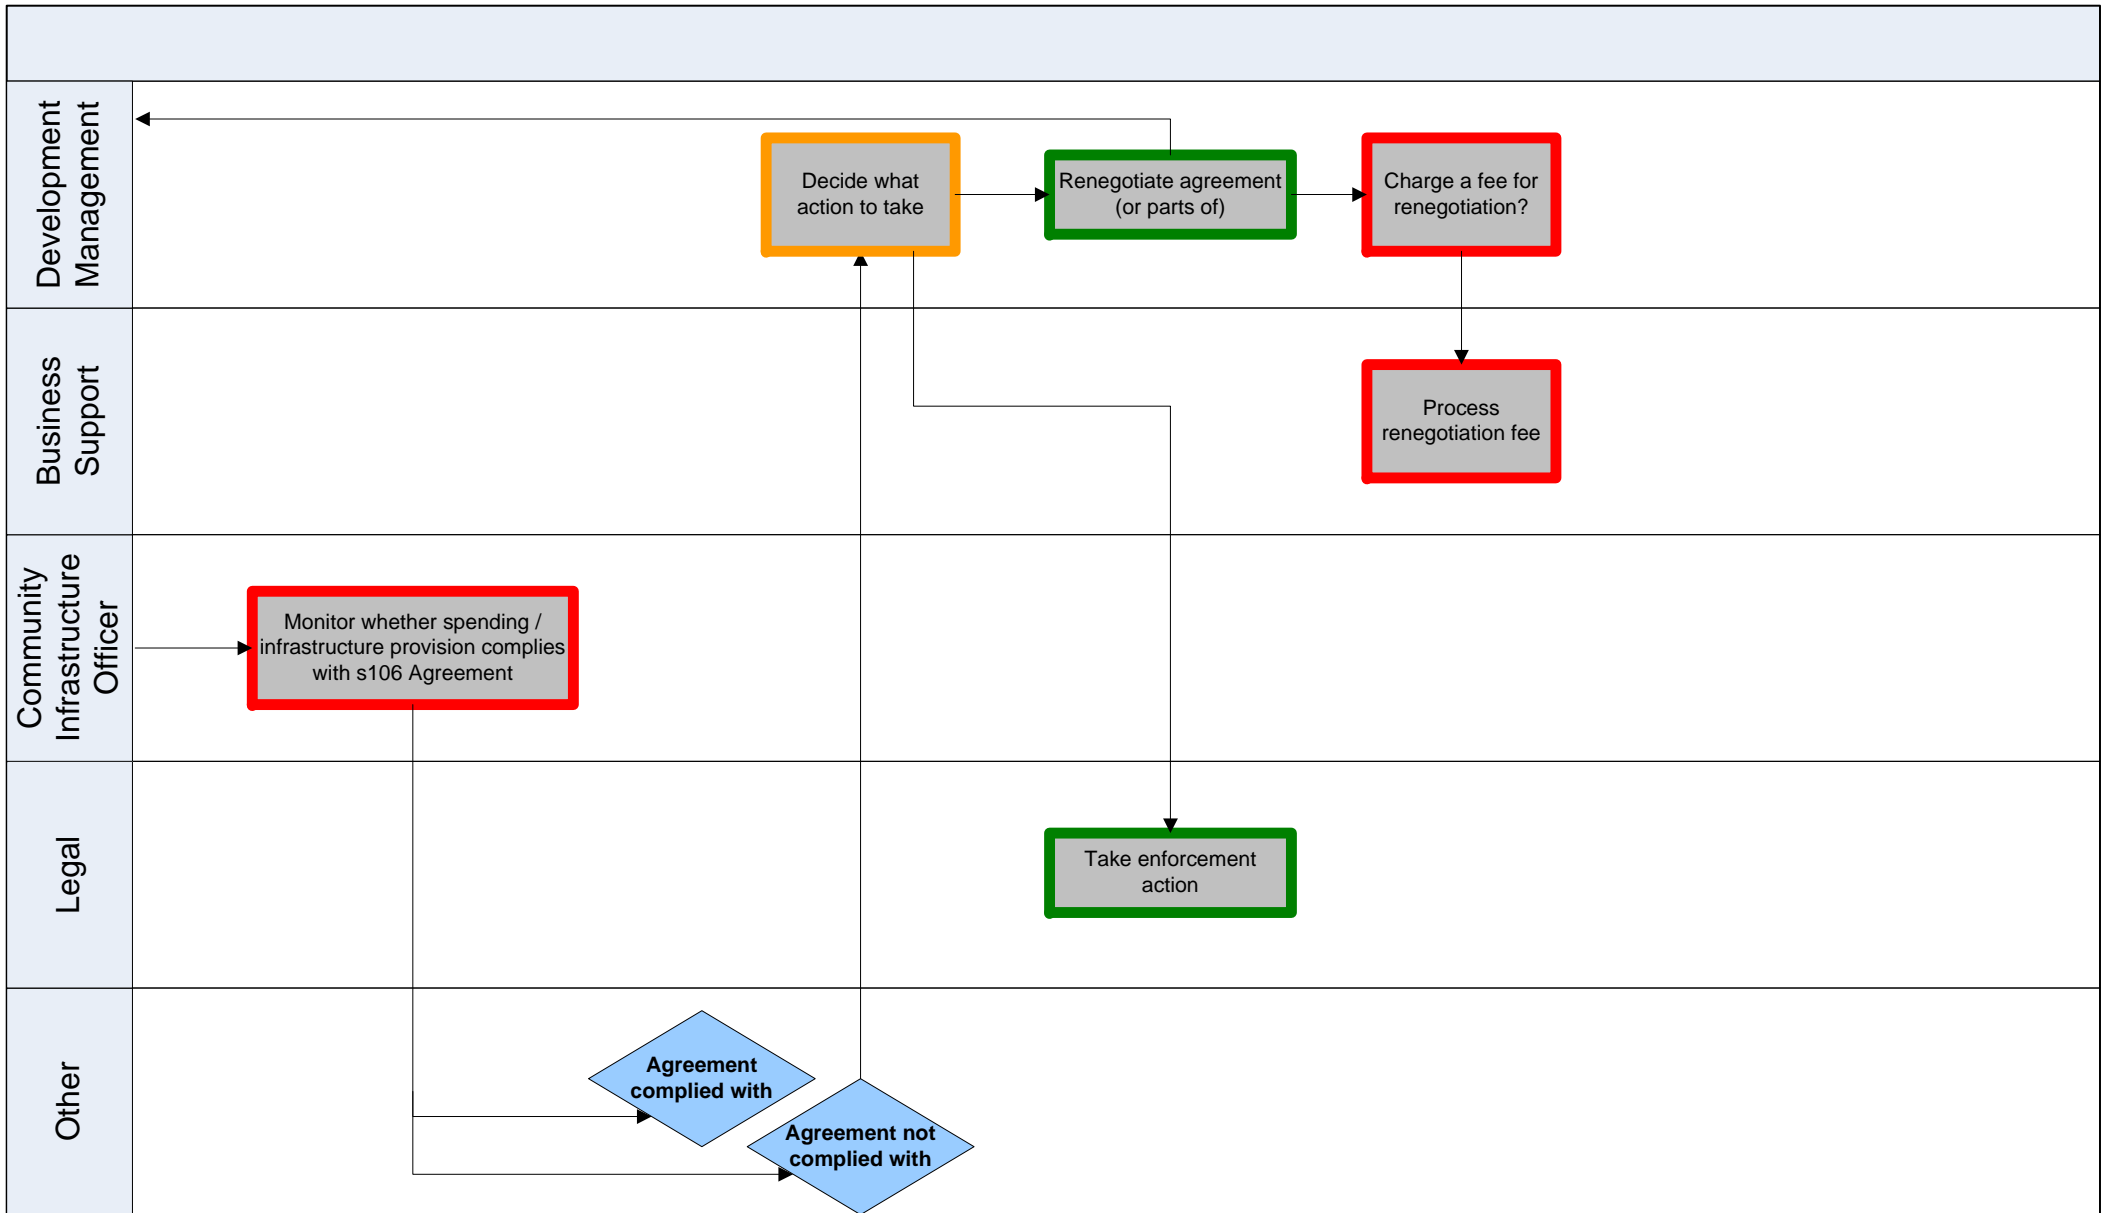 Development
Management
Decide what
action to take
Renegotiate agreement
(or parts of)
Charge a fee for
renegotiation?
Business
Support
Process
renegotiation fee
Community
Infrastructure
Officer
Monitor whether spending /
infrastructure provision complies
with s106 Agreement
Legal
Take enforcement
action
Other
Agreement
complied with
Agreement not
complied with